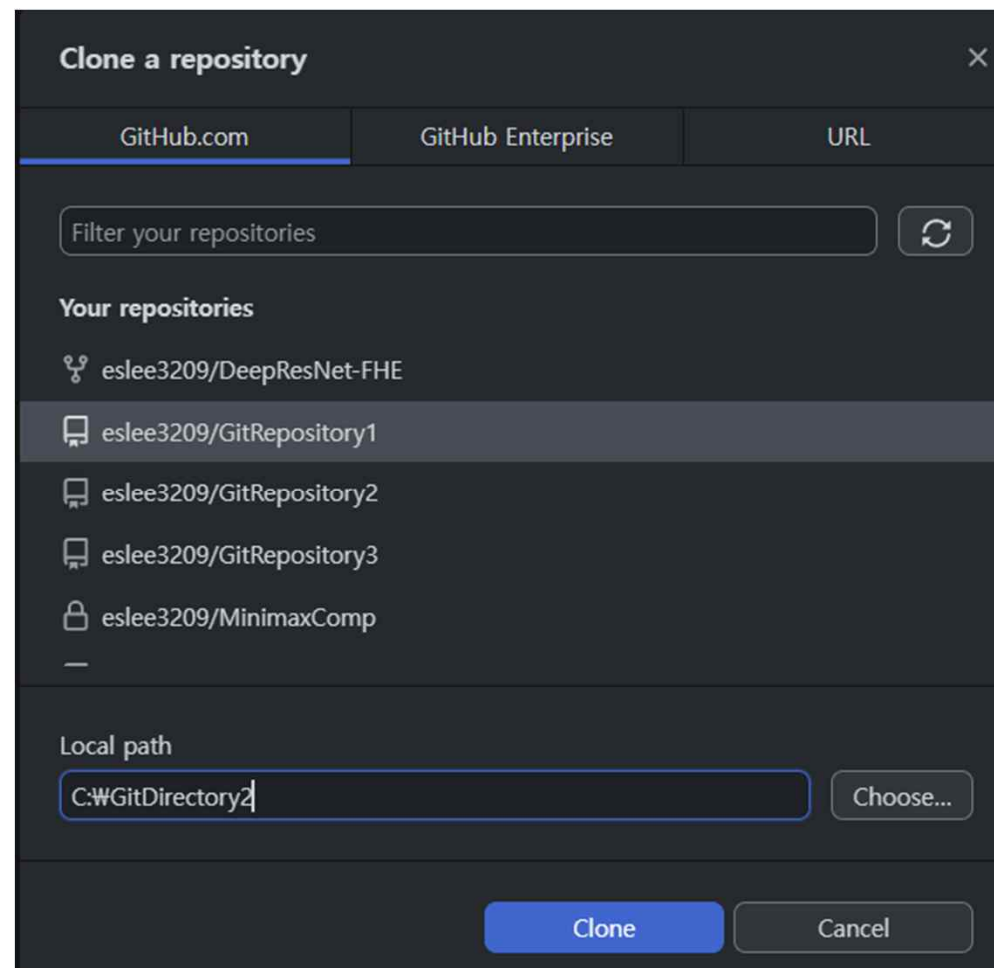 Clone a repository
GitHub.com GitHub Enterprise URL
Filter your repositories
Your repositories
eslee3209/DeepResNet-FHE
eslee3209/GitRepository1
eslee3209/GitRepository2
eslee3209/GitRepository3
eslee3209/MinimaxComp
Local path
C:₩GitDirectory2
Choose...
Clone Cancel